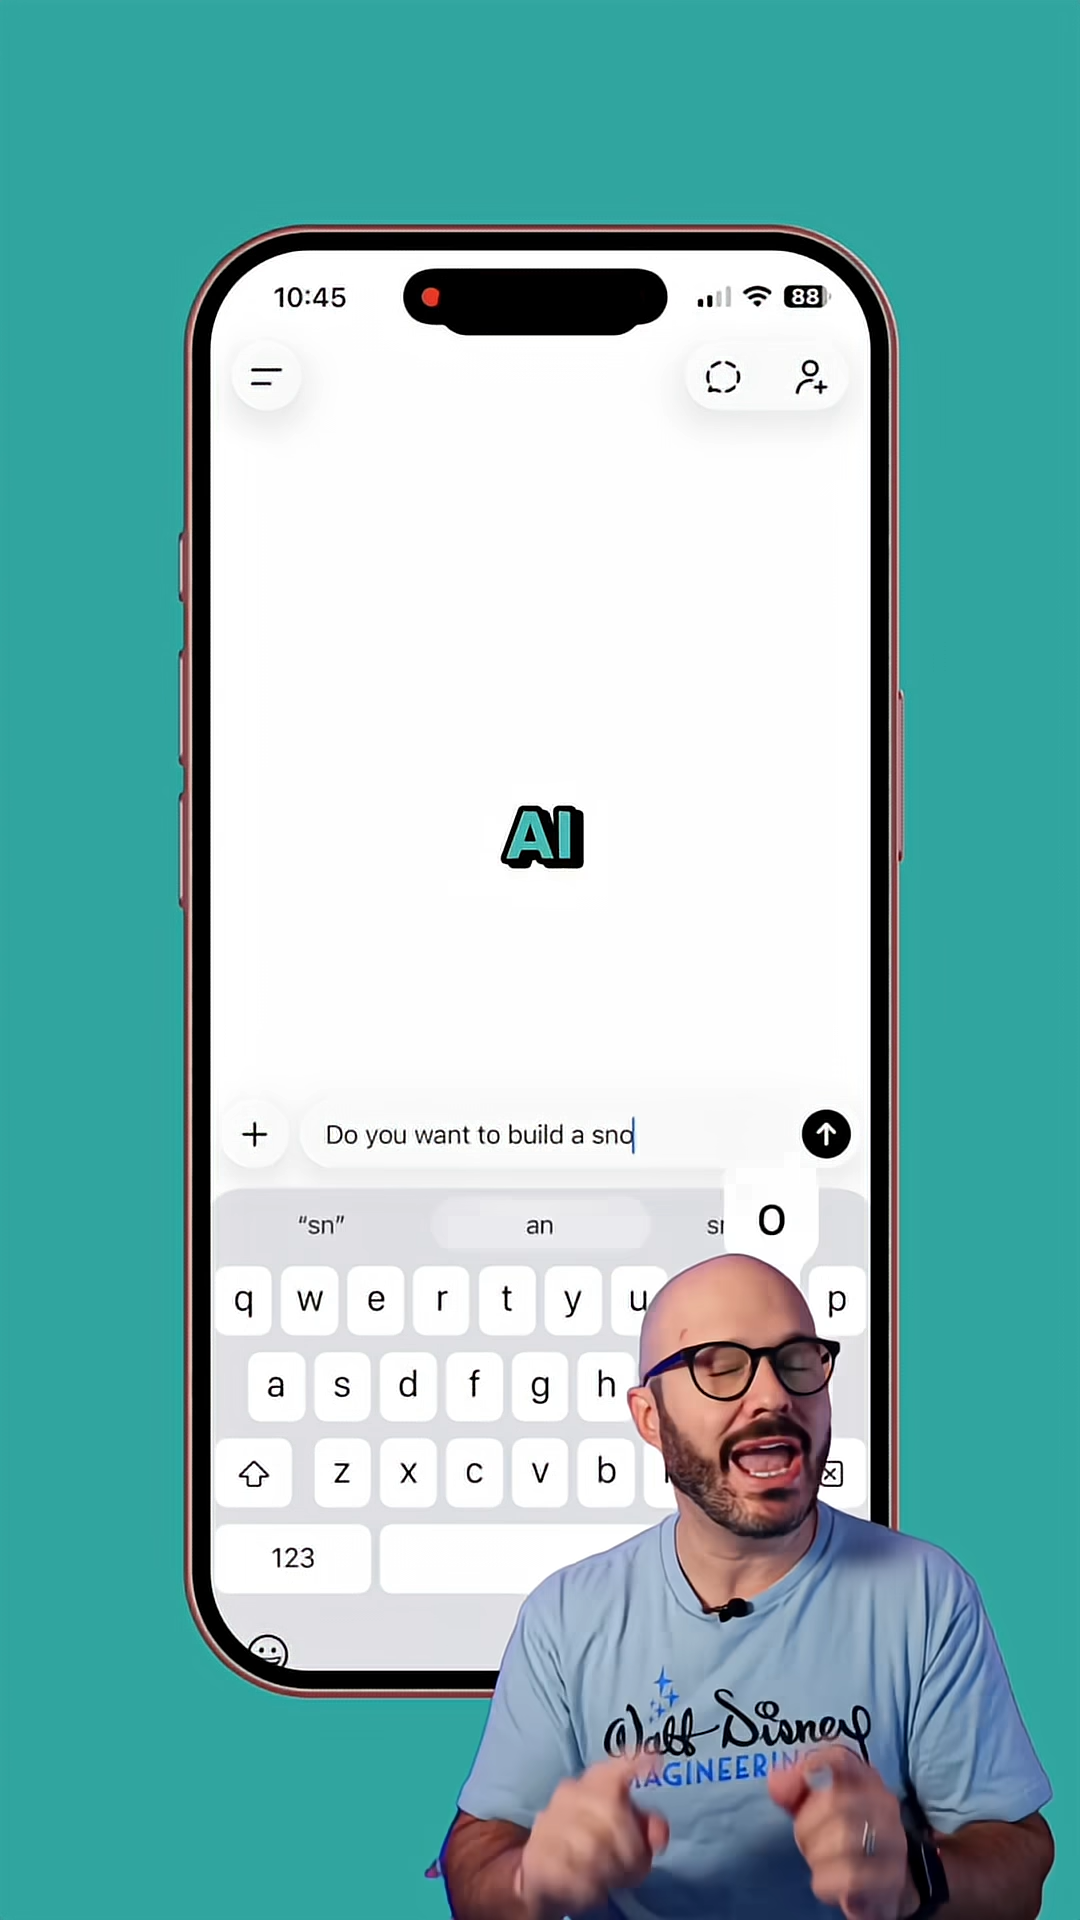 10:45
88
AI
Do you want to build a sno
“sn”
an
o
q w e r t y u p
a s d f g h
z x c v b
123
Walt Disney
IMAGINEERING